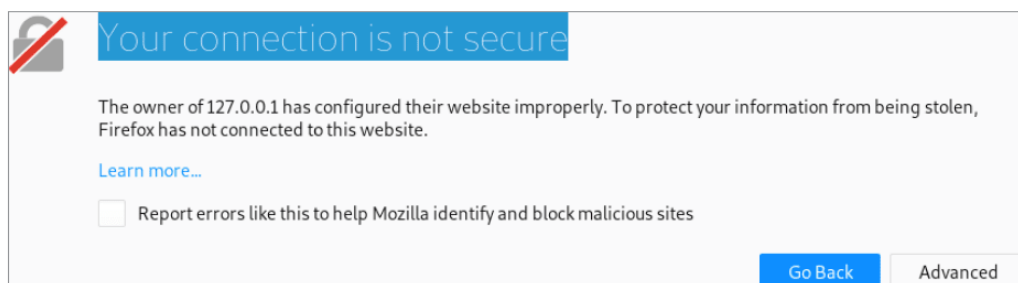 Your connection is not secure
The owner of 127.0.0.1 has configured their website improperly. To protect your information from being stolen,
Firefox has not connected to this website.
Learn more...
Report errors like this to help Mozilla identify and block malicious sites
Go Back
Advanced